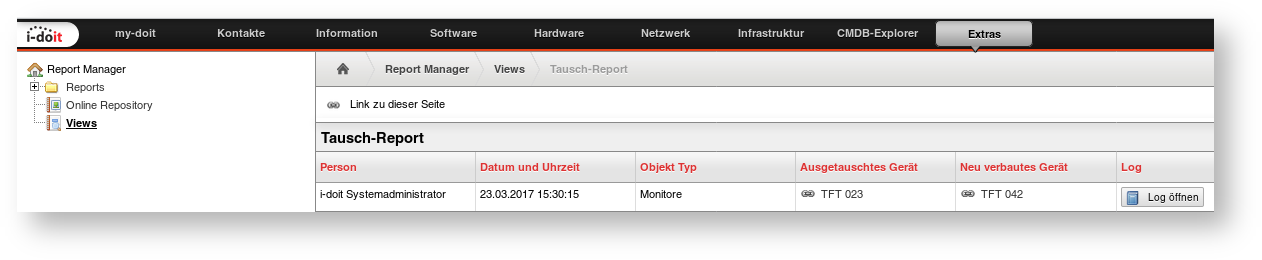 i-doit my-doit Kontakte Information Software Hardware Netzwerk Infrastruktur CMDB-Explorer Extras
Report Manager
Reports
Online Repository
Views
Report Manager Views Tausch-Report
Link zu dieser Seite
Tausch-Report
Person Datum und Uhrzeit Objekt Typ Ausgetauschtes Gerät Neu verbautes Gerät Log
i-doit Systemadministrator 23.03.2017 15:30:15 Monitore TFT 023 TFT 042 Log öffnen